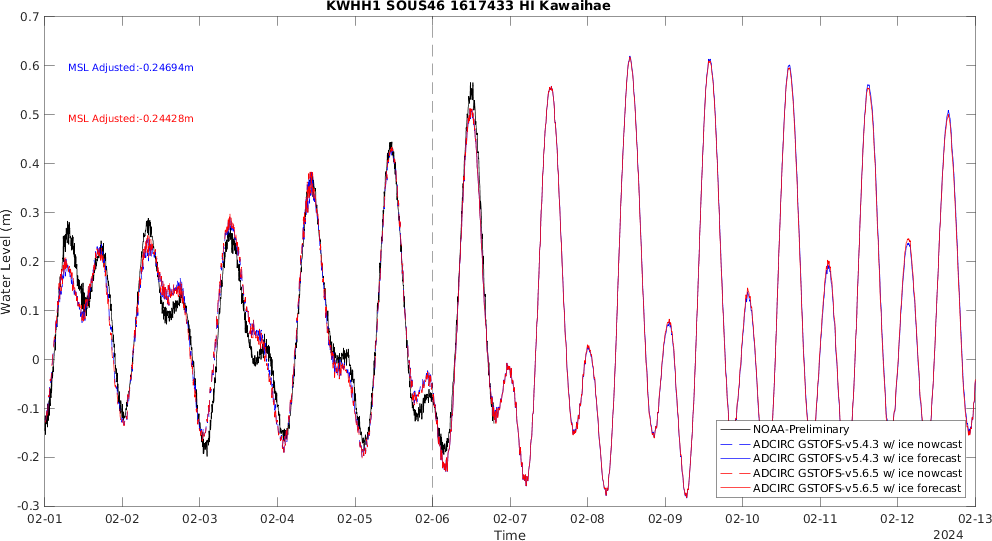 KWHH1 SOUS46 1617433 HI Kawaihae
0.7
0.6
0.5
0.4
0.3
0.2
0.1
0
-0.1
-0.2
-0.3
Water Level (m)
MSL Adjusted:-0.24694m
MSL Adjusted:-0.24428m
NOAA-Preliminary
ADCIRC GSTOFS-v5.4.3 w/ ice nowcast
ADCIRC GSTOFS-v5.4.3 w/ ice forecast
ADCIRC GSTOFS-v5.6.5 w/ ice nowcast
ADCIRC GSTOFS-v5.6.5 w/ ice forecast
02-01 02-02 02-03 02-04 02-05 02-06 02-07 02-08 02-09 02-10 02-11 02-12 02-13
Time
2024